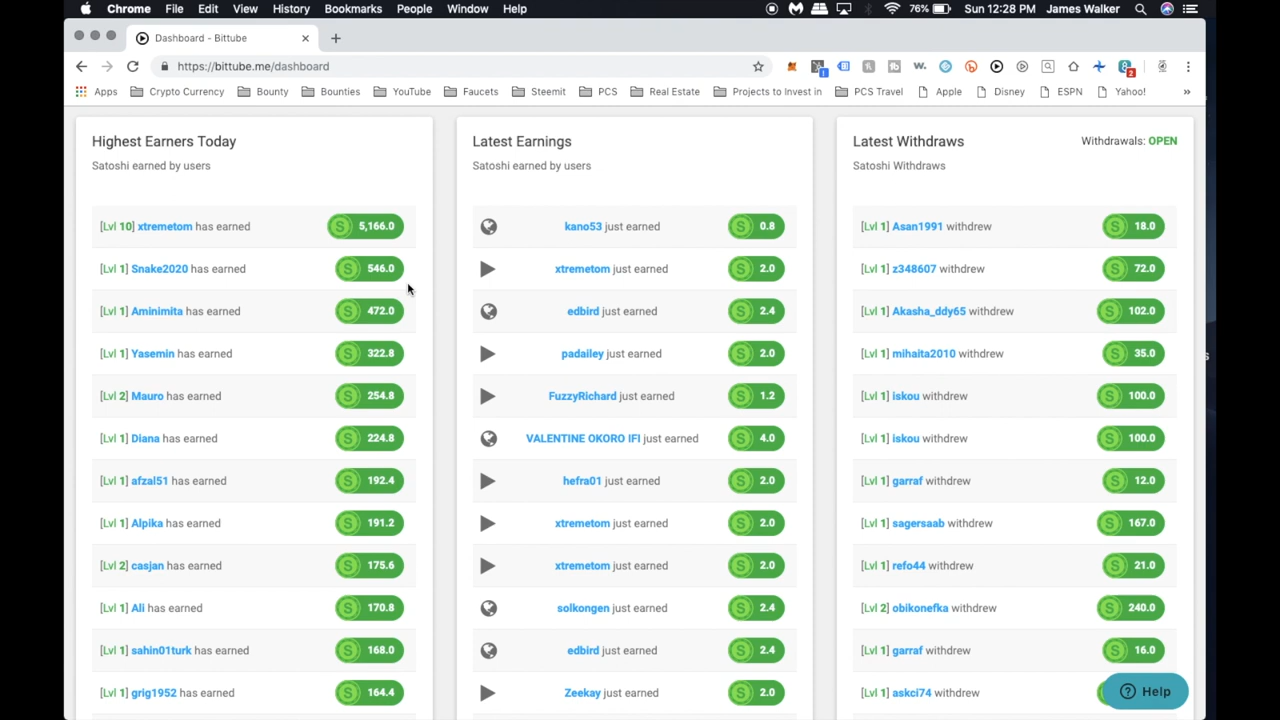 Chrome File Edit View History Bookmarks People Window Help 76% Sun 12:28 PM James Walker
Dashboard - Bittube
https://bittube.me/dashboard
Apps Crypto Currency Bounty Bounties YouTube Faucets Steemit PCS Real Estate Projects to Invest in PCS Travel Apple Disney ESPN Yahoo! »
Highest Earners Today
Satoshi earned by users
[Lvl 10] xtremetom has earned S 5,166.0
[Lvl 1] Snake2020 has earned S 546.0
[Lvl 1] Aminimita has earned S 472.0
[Lvl 1] Yasemin has earned S 322.8
[Lvl 2] Mauro has earned S 254.8
[Lvl 1] Diana has earned S 224.8
[Lvl 1] afzal51 has earned S 192.4
[Lvl 1] Alpika has earned S 191.2
[Lvl 2] casjan has earned S 175.6
[Lvl 1] Ali has earned S 170.8
[Lvl 1] sahin01turk has earned S 168.0
[Lvl 1] grig1952 has earned S 164.4
Latest Earnings
Satoshi earned by users
kano53 just earned S 0.8
xtremetom just earned S 2.0
edbird just earned S 2.4
padailey just earned S 2.0
FuzzyRichard just earned S 1.2
VALENTINE OKORO IFI just earned S 4.0
hefra01 just earned S 2.0
xtremetom just earned S 2.0
xtremetom just earned S 2.0
solkongen just earned S 2.4
edbird just earned S 2.4
Zeekay just earned S 2.0
Latest Withdraws Withdrawals: OPEN
Satoshi Withdraws
[Lvl 1] Asan1991 withdrew S 18.0
[Lvl 1] z348607 withdrew S 72.0
[Lvl 1] Akasha_ddy65 withdrew S 102.0
[Lvl 1] mihaita2010 withdrew S 35.0
[Lvl 1] iskou withdrew S 100.0
[Lvl 1] iskou withdrew S 100.0
[Lvl 1] garraf withdrew S 12.0
[Lvl 1] sagersaab withdrew S 167.0
[Lvl 1] refo44 withdrew S 21.0
[Lvl 2] obikonefka withdrew S 240.0
[Lvl 1] garraf withdrew S 16.0
[Lvl 1] askci74 withdrew
Help